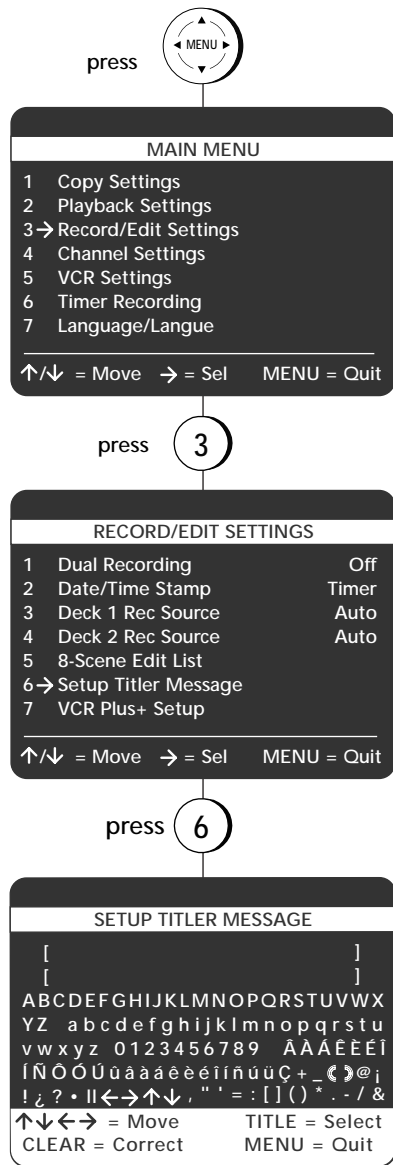 MENU
press
MAIN MENU
1 Copy Settings
2 Playback Settings
3→ Record/Edit Settings
4 Channel Settings
5 VCR Settings
6 Timer Recording
7 Language/Langue
↑/↓ = Move → = Sel MENU = Quit
press 3
RECORD/EDIT SETTINGS
1 Dual Recording Off
2 Date/Time Stamp Timer
3 Deck 1 Rec Source Auto
4 Deck 2 Rec Source Auto
5 8-Scene Edit List
6→ Setup Titler Message
7 VCR Plus+ Setup
↑/↓ = Move → = Sel MENU = Quit
press 6
SETUP TITLER MESSAGE
[ ]
[ ]
ABCDEFGHIJKLMNOPQRSTUVWX
YZ abcdefghijklmnopqrstu
vwxyz 0123456789 ÂÀÁÊÈÉÎ
ÍÑÔÓÚûâàáêèéîíñúüÇ+_❨❩@¡
!¿?•II←→↑↓,"'=:[]()*.-/&
↑↓←→ = Move TITLE = Select
CLEAR = Correct MENU = Quit